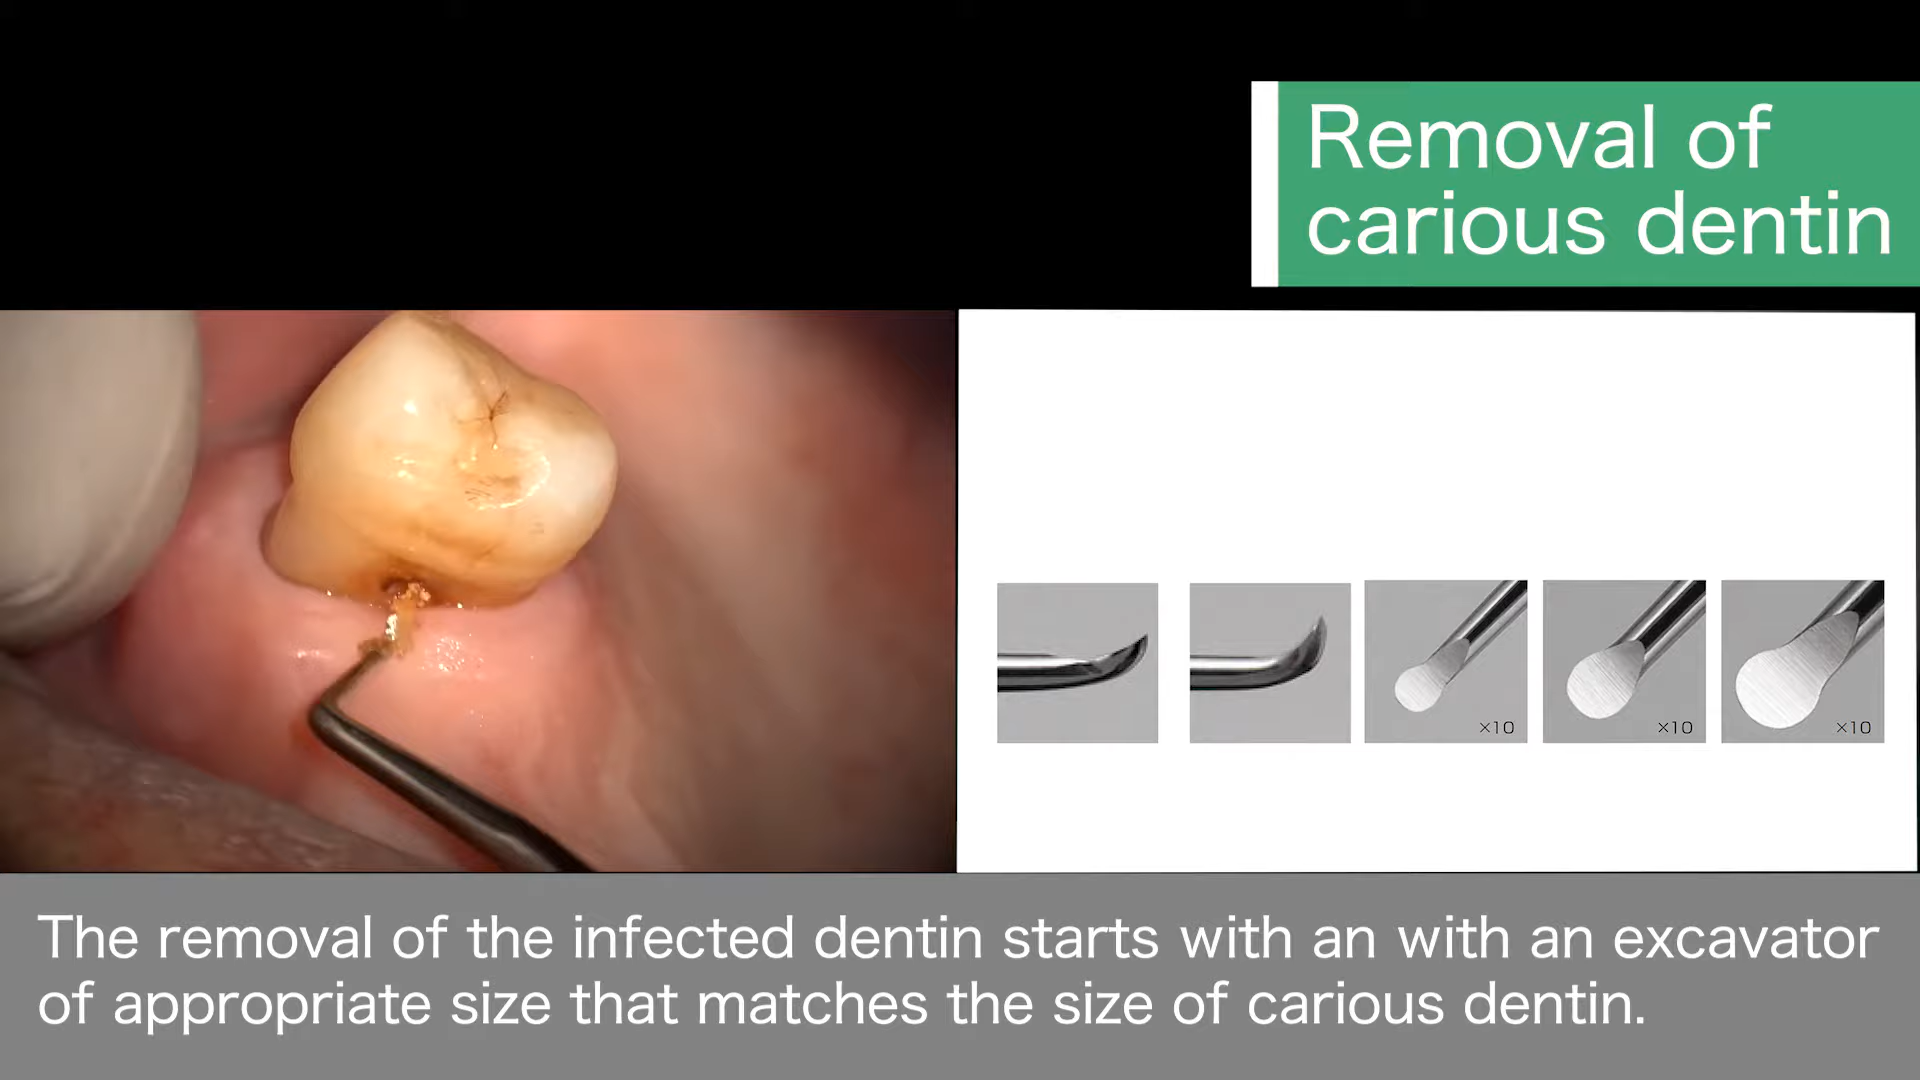 Removal of
carious dentin
×10
×10
×10
The removal of the infected dentin starts with an with an excavator
of appropriate size that matches the size of carious dentin.